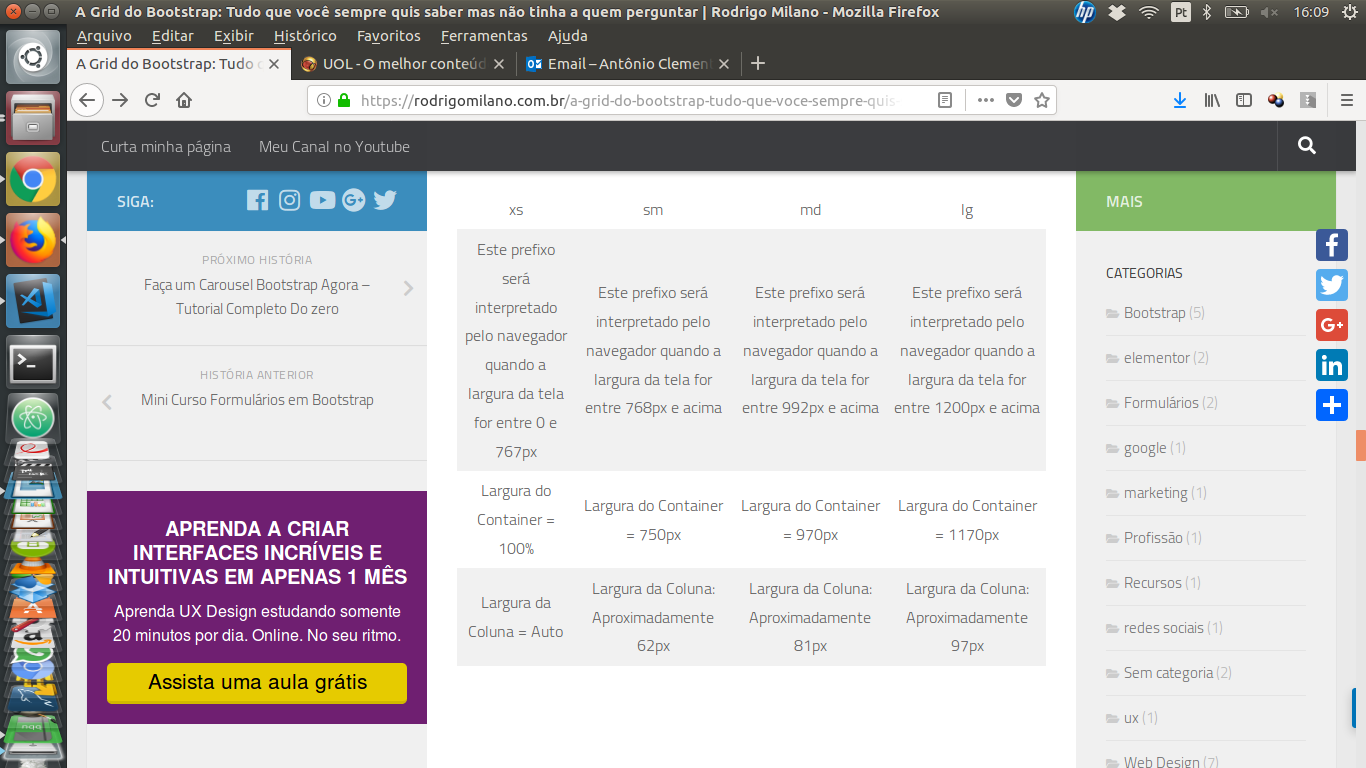 A Grid do Bootstrap: Tudo que você sempre quis saber mas não tinha a quem perguntar | Rodrigo Milano - Mozilla Firefox
Pt
16:09
Arquivo Editar Exibir Histórico Favoritos Ferramentas Ajuda
A Grid do Bootstrap: Tudo
UOL - O melhor conteúd
Email – Antônio Clemen
https://rodrigomilano.com.br/a-grid-do-bootstrap-tudo-que-voce-sempre-quis-
Curta minha página
Meu Canal no Youtube
SIGA:
PRÓXIMO HISTÓRIA
Faça um Carousel Bootstrap Agora –
Tutorial Completo Do zero
HISTÓRIA ANTERIOR
Mini Curso Formulários em Bootstrap
APRENDA A CRIAR
INTERFACES INCRÍVEIS E
INTUITIVAS EM APENAS 1 MÊS
Aprenda UX Design estudando somente
20 minutos por dia. Online. No seu ritmo.
Assista uma aula grátis
xs
sm
md
lg
Este prefixo
será
interpretado
pelo navegador
quando a
largura da tela
for entre 0 e
767px
Este prefixo será
interpretado pelo
navegador quando a
largura da tela for
entre 768px e acima
Este prefixo será
interpretado pelo
navegador quando a
largura da tela for
entre 992px e acima
Este prefixo será
interpretado pelo
navegador quando a
largura da tela for
entre 1200px e acima
Largura do
Container =
100%
Largura do Container
= 750px
Largura do Container
= 970px
Largura do Container
= 1170px
Largura da
Coluna = Auto
Largura da Coluna:
Aproximadamente
62px
Largura da Coluna:
Aproximadamente
81px
Largura da Coluna:
Aproximadamente
97px
MAIS
CATEGORIAS
Bootstrap (5)
elementor (2)
Formulários (2)
google (1)
marketing (1)
Profissão (1)
Recursos (1)
redes sociais (1)
Sem categoria (2)
ux (1)
Web Design (7)